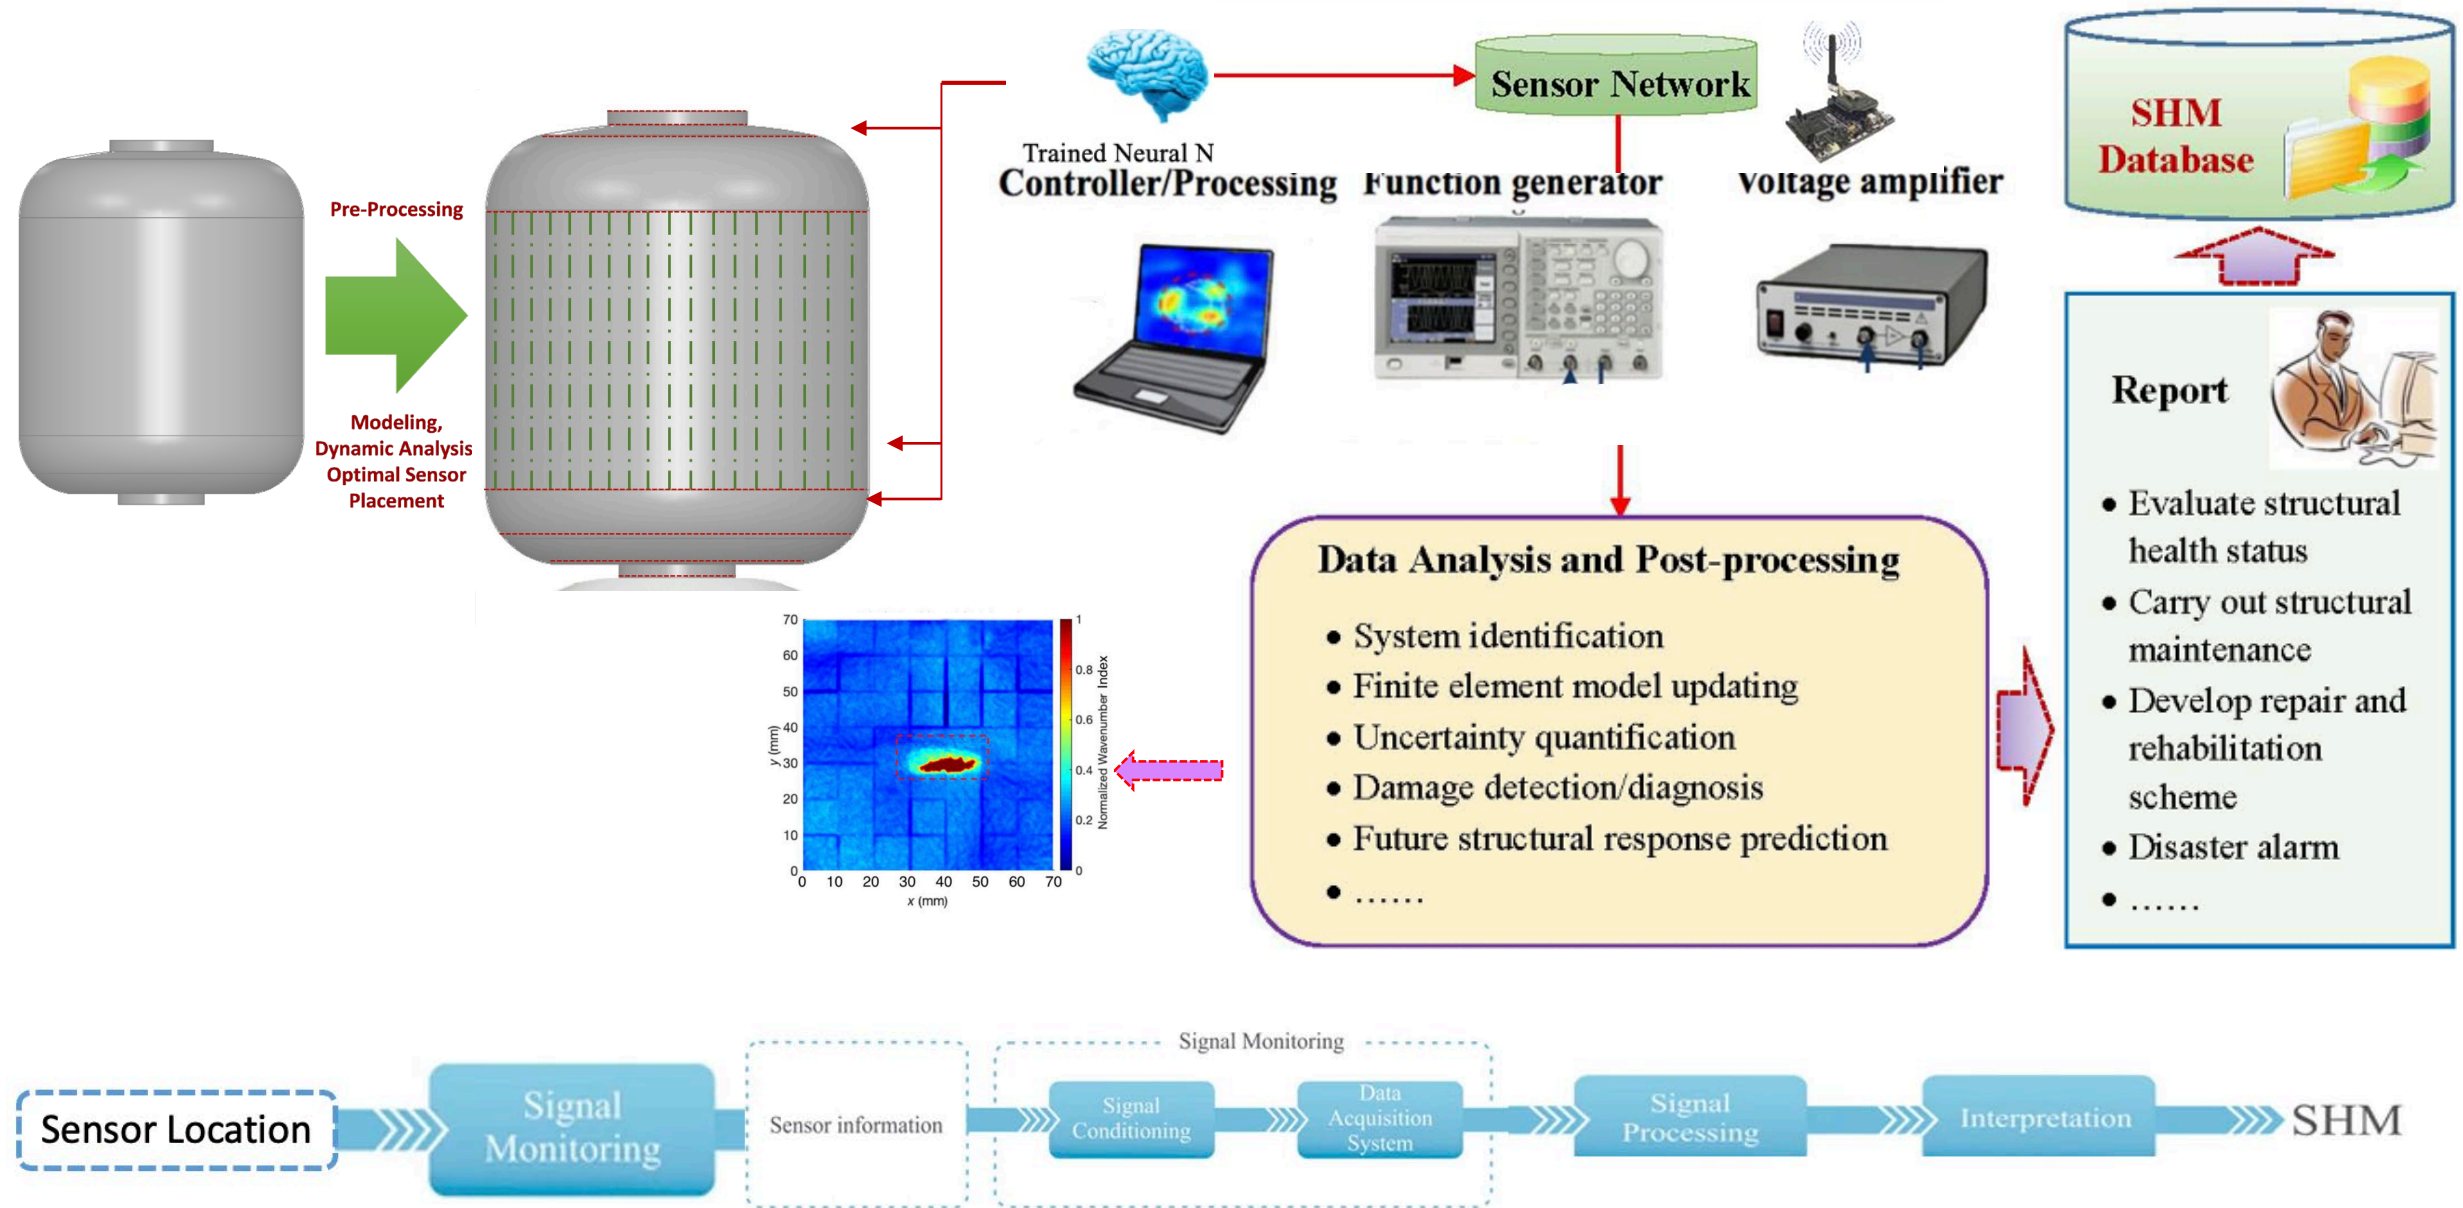 Pre-Processing
Modeling,
Dynamic Analysis
Optimal Sensor
Placement
Trained Neural N
Controller/Processing
Sensor Network
Function generator
Voltage amplifier
SHM
Database
Report
• Evaluate structural
health status
• Carry out structural
maintenance
• Develop repair and
rehabilitation
scheme
• Disaster alarm
• ......
Data Analysis and Post-processing
• System identification
• Finite element model updating
• Uncertainty quantification
• Damage detection/diagnosis
• Future structural response prediction
• ......
70
60
50
40
30
20
10
0
y (mm)
0 10 20 30 40 50 60 70
x (mm)
1
0.8
0.6
0.4
0.2
0
Normalized Wavenumber Index
Sensor Location
Signal
Monitoring
Sensor information
Signal Monitoring
Signal
Conditioning
Data
Acquisition
System
Signal
Processing
Interpretation
SHM